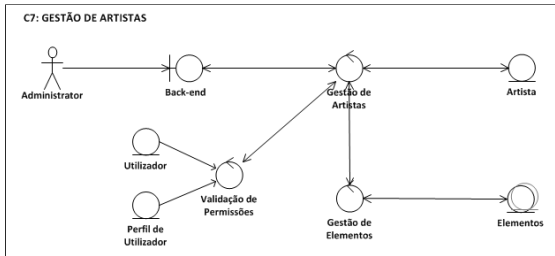 C7: GESTÃO DE ARTISTAS
Administrator
Back-end
Gestão de
Artistas
Artista
Utilizador
Validação de
Permissões
Perfil de
Utilizador
Gestão de
Elementos
Elementos